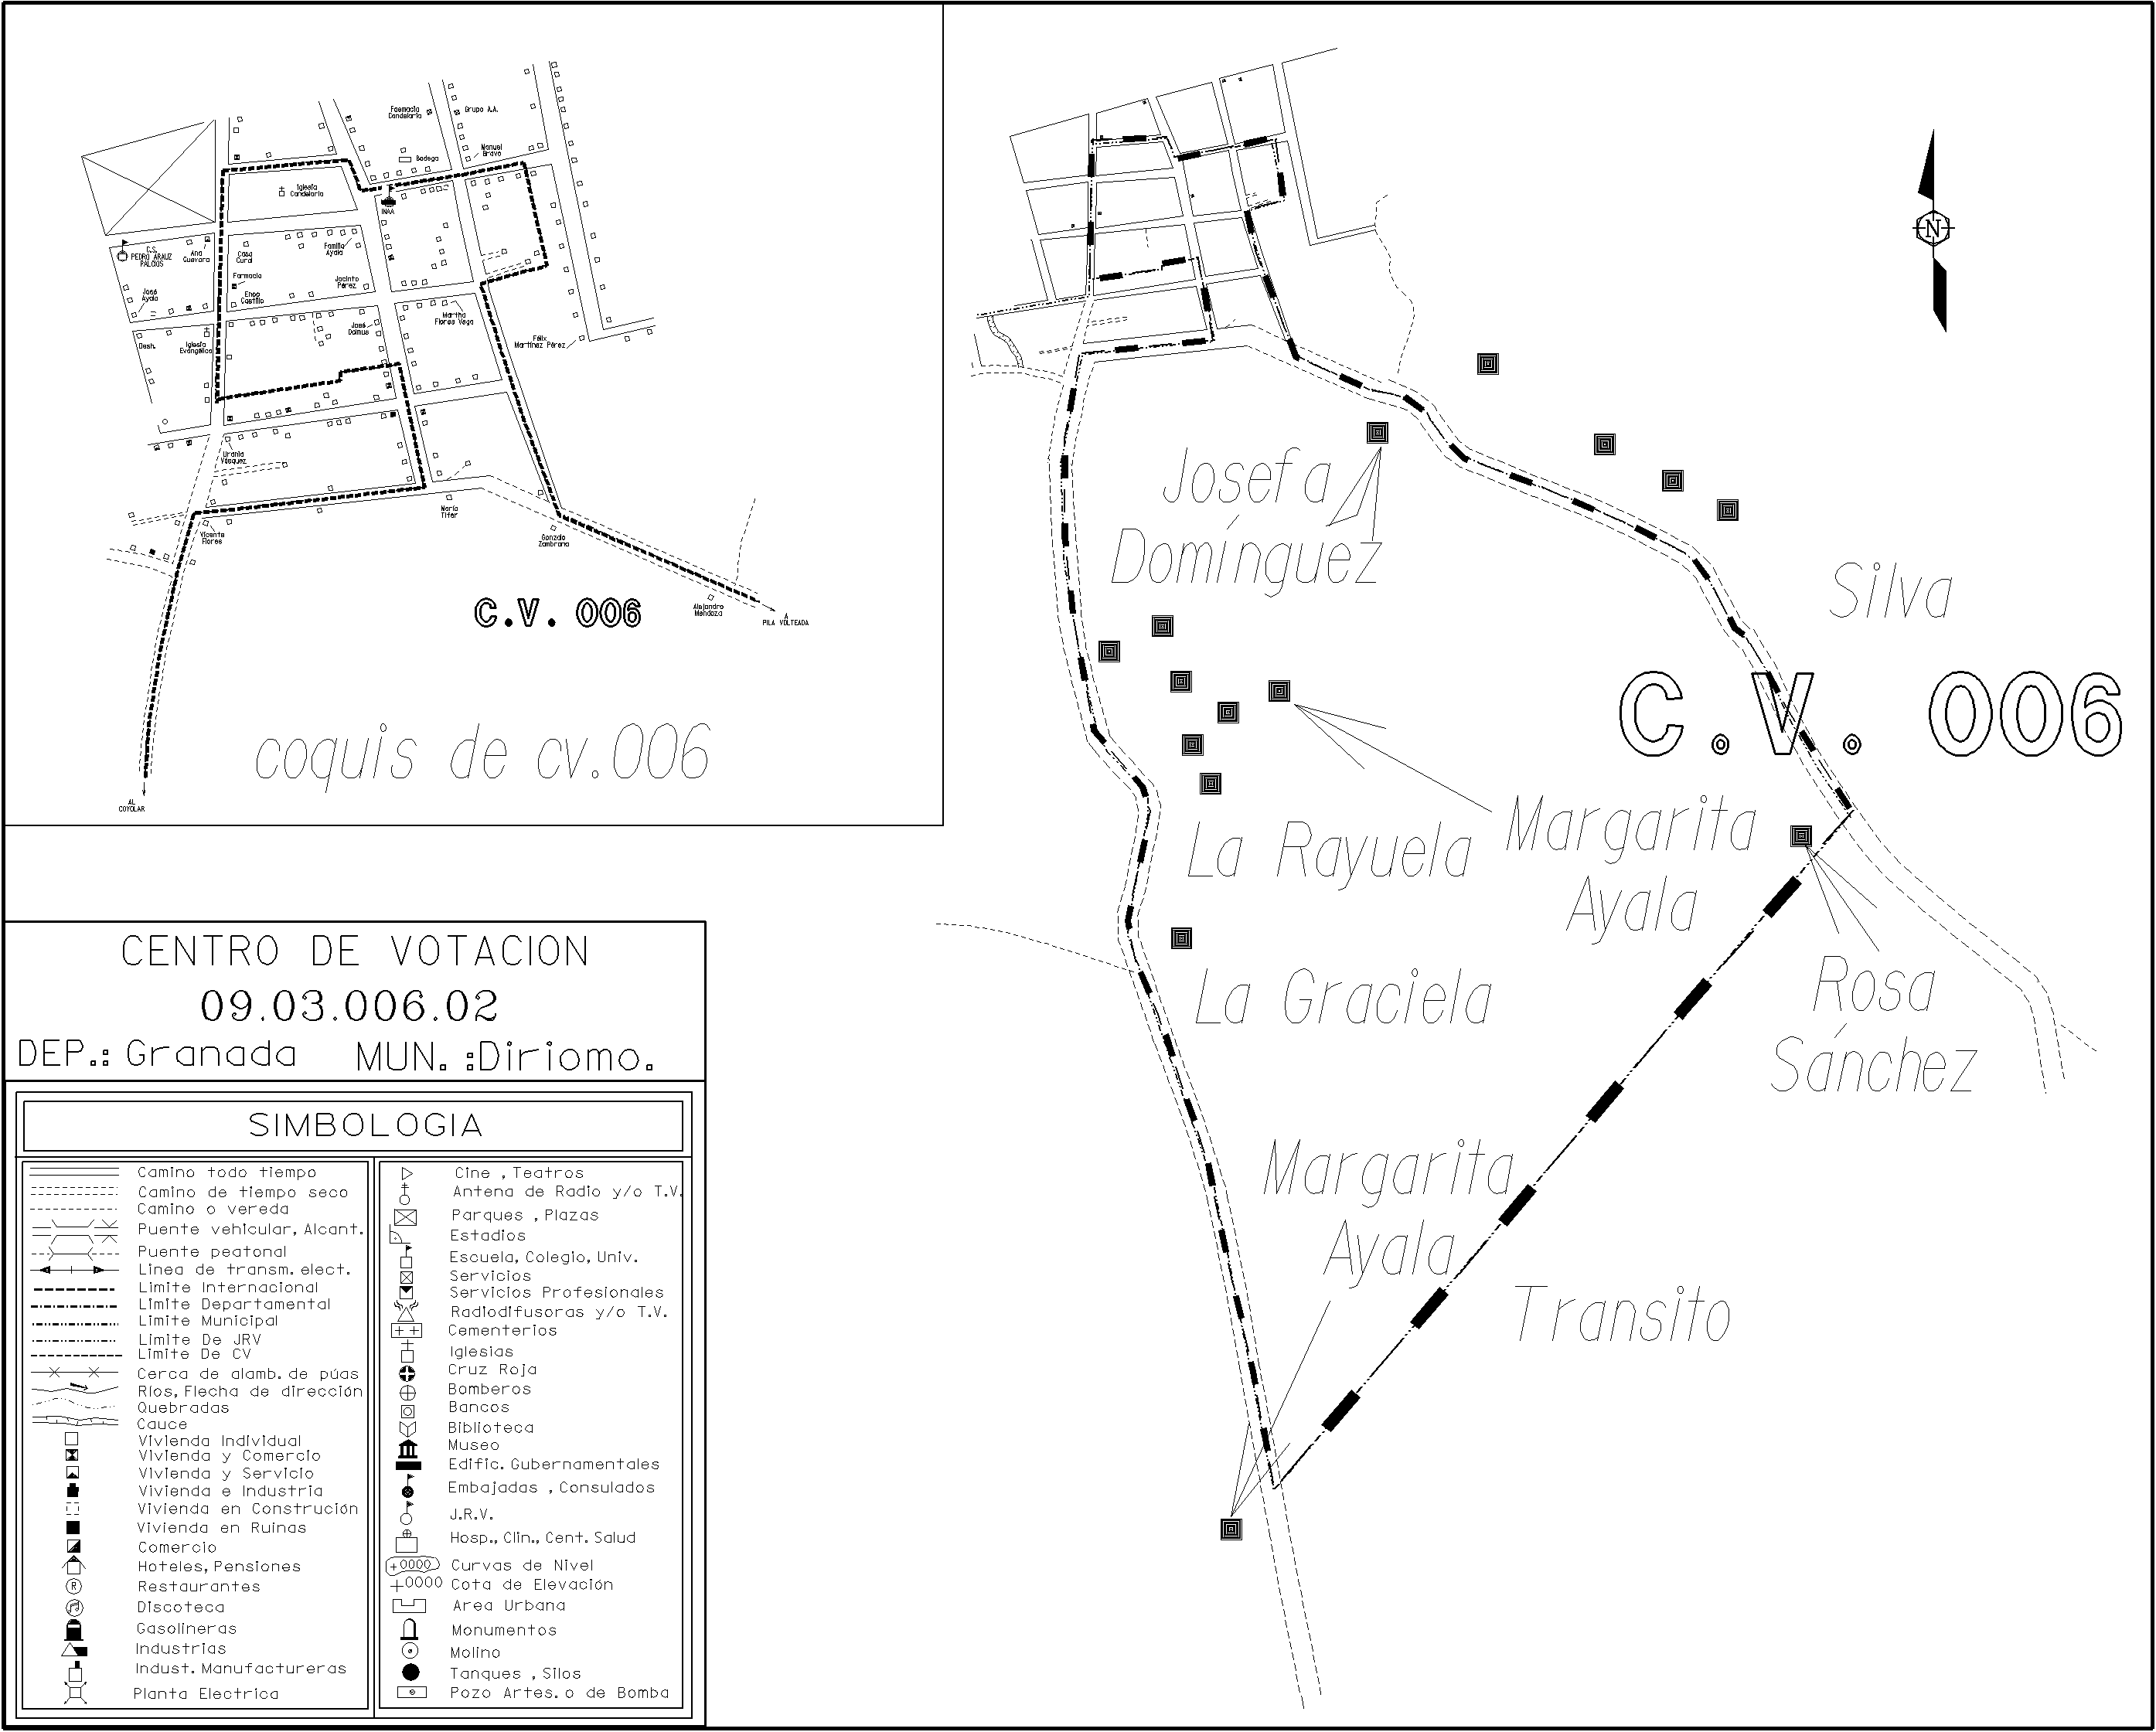 Farmacia
Candelaria
Grupo A.A.
Bodega
Manuel
Bravo
Iglesia
Candelaria
INAA
C.S.
PEDRO ARAUZ
PALCIOS
Ana
Guevara
Casa
Cural
Familia
Ayala
Farmacia
Enoc
Castillo
Jacinto
Pérez
José
Ayala
Desh.
Iglesia
Evangélica
José
Damus
Martha
Flores Vega
Félix
Martínez Pérez
Urania
Vásquez
María
Tifer
Vicente
Flores
Gonzalo
Zambrana
Alejandro
Mendoza
A
PILA VOLTEADA
C.V. 006
coquis de cv.006
AL
COYOLAR
N
Josefa
Domínguez
Silva
C.V. 006
La Rayuela
Margarita
Ayala
La Graciela
Rosa
Sánchez
Margarita
Ayala
Transito
CENTRO DE VOTACION
09.03.006.02
DEP.: Granada MUN. :Diriomo.
SIMBOLOGIA
Camino todo tiempo
Camino de tiempo seco
Camino o vereda
Puente vehicular, Alcant.
Puente peatonal
Linea de transm. elect.
Limite Internacional
Limite Departamental
Limite Municipal
Limite De JRV
Limite De CV
Cerca de alamb. de púas
Ríos, Flecha de dirección
Quebradas
Cauce
Vivienda Individual
Vivienda y Comercio
Vivienda y Servicio
Vivienda e Industria
Vivienda en Construción
Vivienda en Ruinas
Comercio
Hoteles, Pensiones
R Restaurantes
Discoteca
Gasolineras
Industrias
Indust. Manufactureras
Planta Electrica
Cine , Teatros
Antena de Radio y/o T.V.
Parques , Plazas
Estadios
Escuela, Colegio, Univ.
Servicios
Servicios Profesionales
Radiodifusoras y/o T.V.
Cementerios
Iglesias
Cruz Roja
Bomberos
Bancos
Biblioteca
Museo
Edific. Gubernamentales
Embajadas , Consulados
J.R.V.
Hosp., Clin., Cent. Salud
+0000 Curvas de Nivel
+0000 Cota de Elevación
Area Urbana
Monumentos
Molino
Tanques , Silos
Pozo Artes. o de Bomba